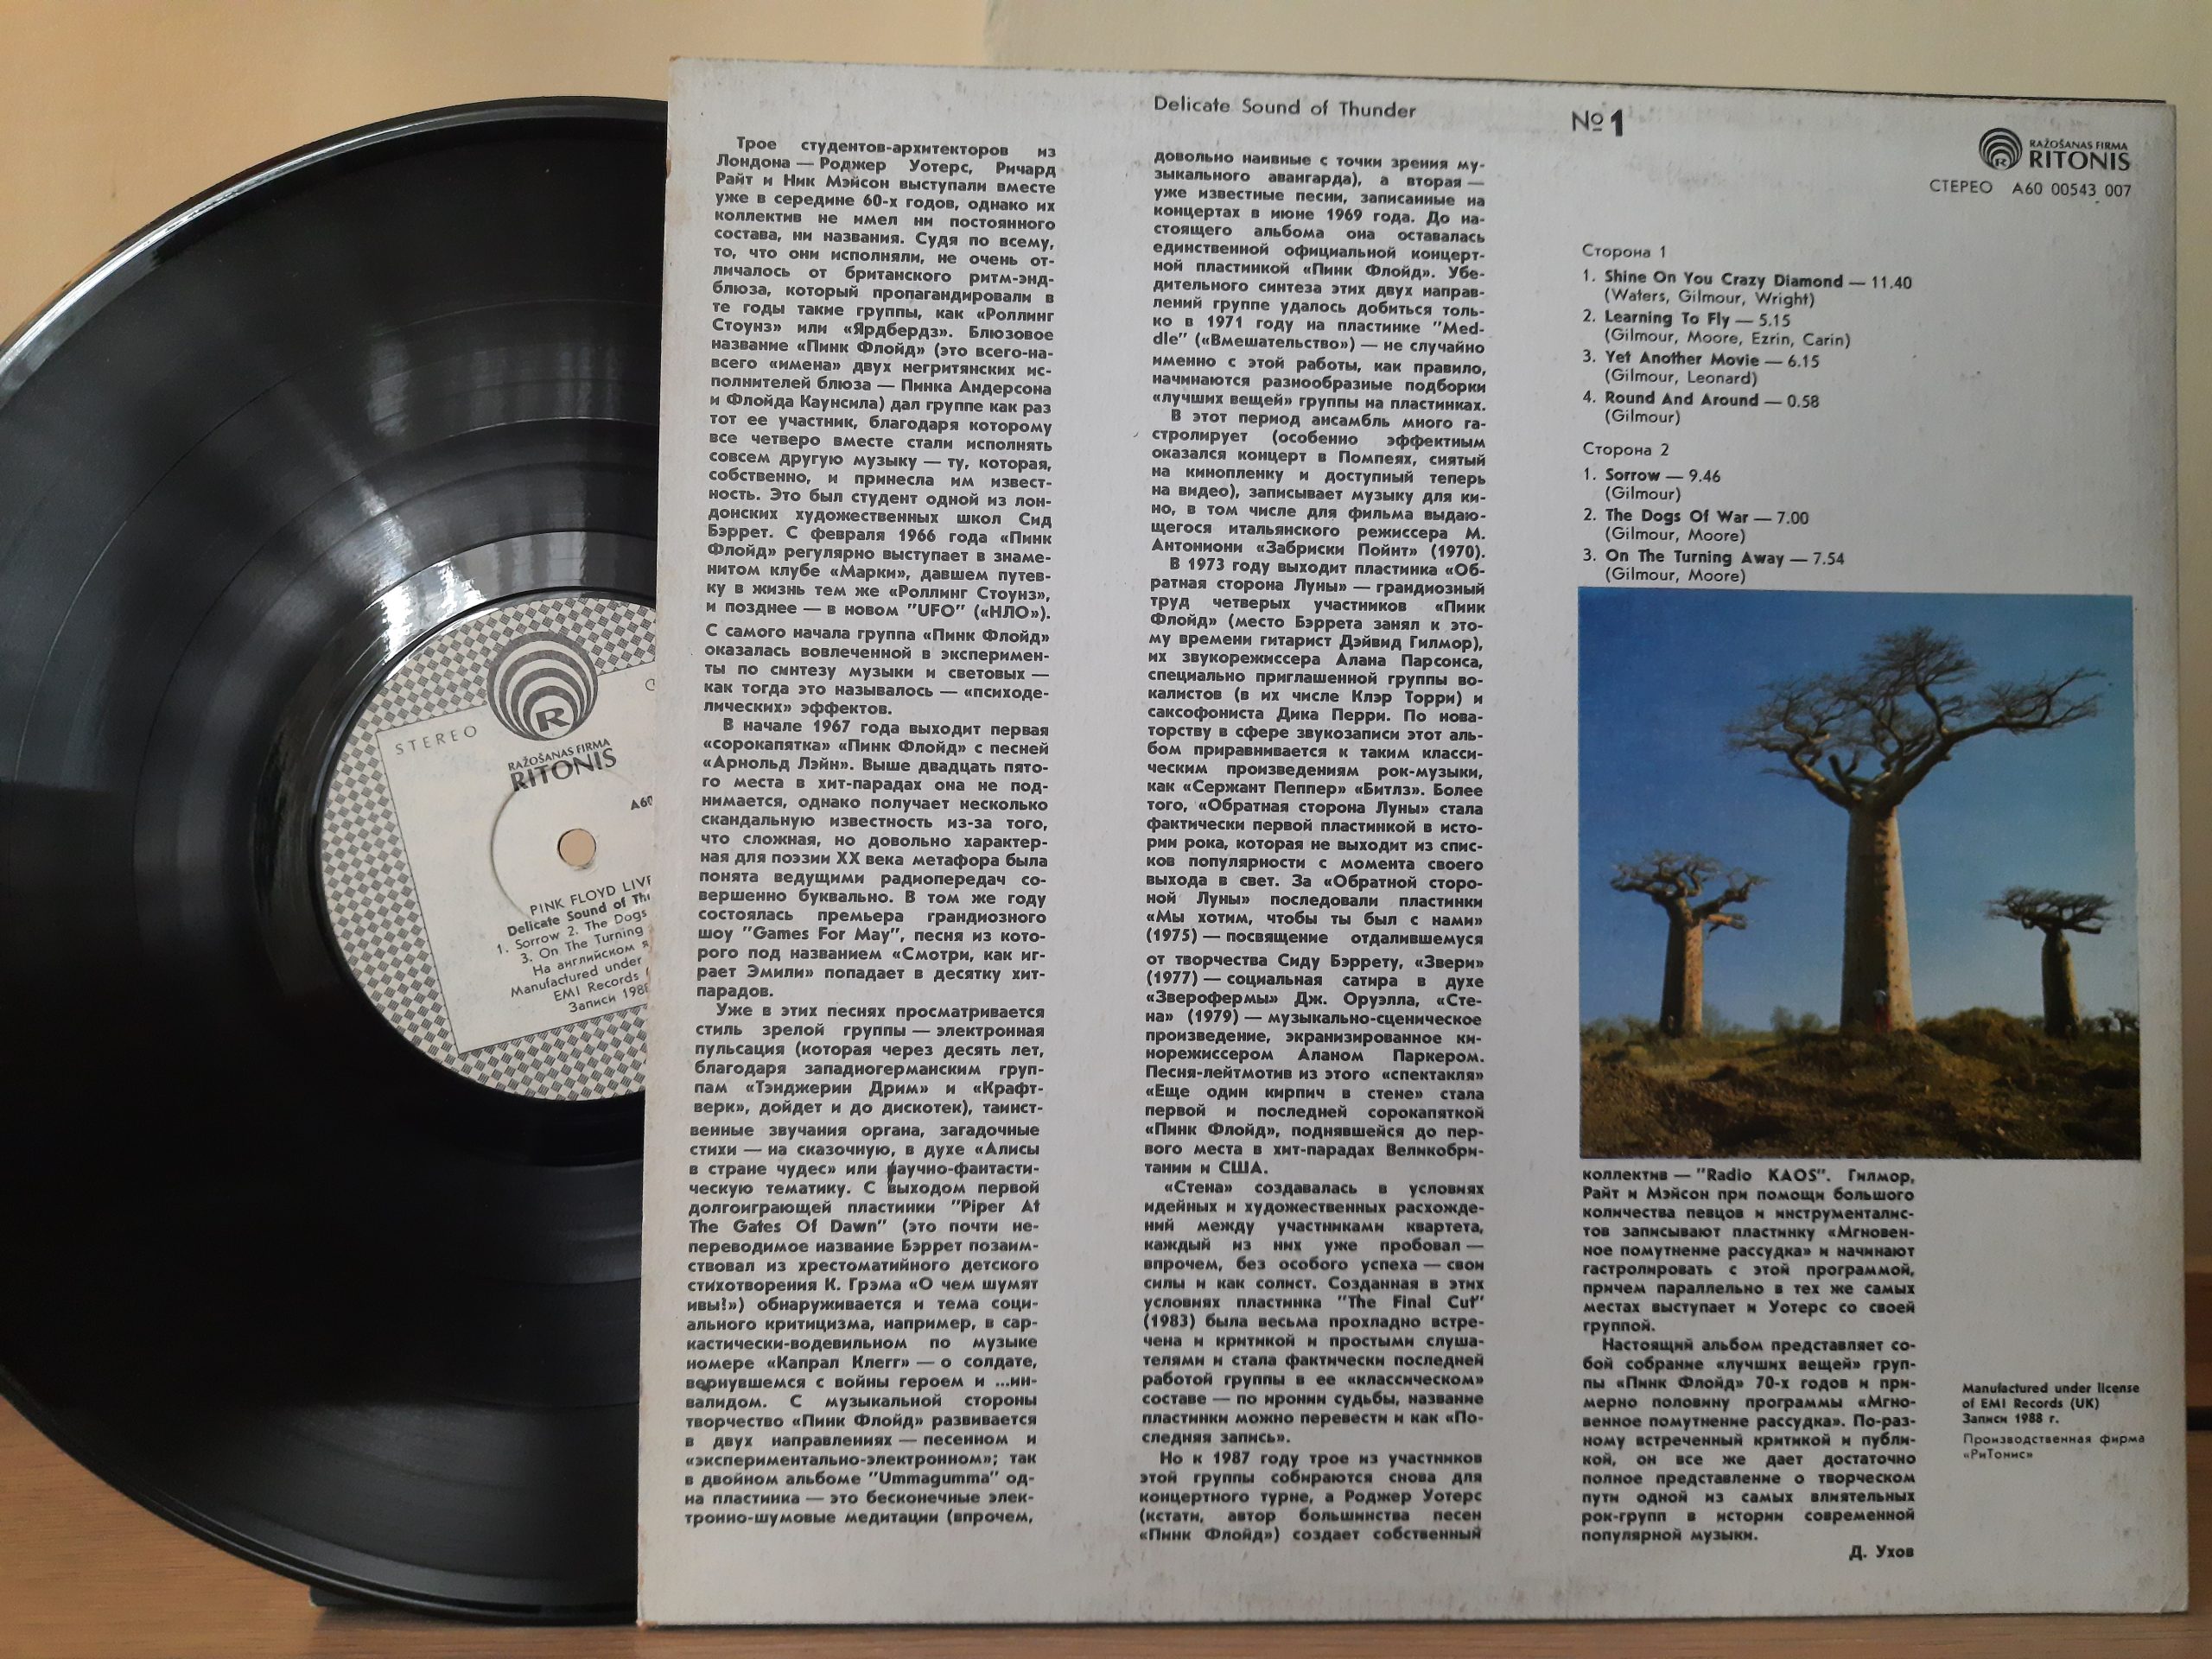 Delicate Sound of Thunder
№1
RAŽOŠANAS FIRMA
RITONIS
СТЕРЕО А60 00543 007
Трое студентов-архитекторов из
Лондона — Роджер Уотерс, Ричард
Райт и Ник Мэйсон выступали вместе
уже в середине 60-х годов, однако их
коллектив не имел ни постоянного
состава, ни названия. Судя по всему,
то, что они исполняли, не очень от-
личалось от британского ритм-энд-
блюза, который пропагандировали в
те годы такие группы, как «Роллинг
Стоунз» или «Ярдбердз». Блюзовое
название «Пинк Флойд» (это всего-на-
всего «имена» двух негритянских ис-
полнителей блюза — Пинка Андерсона
и Флойда Каунсила) дал группе как раз
тот ее участник, благодаря которому
все четверо вместе стали исполнять
совсем другую музыку — ту, которая,
собственно, и принесла им извест-
ность. Это был студент одной из лон-
донских художественных школ Сид
Бэррет. С февраля 1966 года «Пинк
Флойд» регулярно выступает в знаме-
нитом клубе «Марки», давшем путев-
ку в жизнь тем же «Роллинг Стоунз»,
и позднее — в новом "UFO" («НЛО»).
С самого начала группа «Пинк Флойд»
оказалась вовлеченной в эксперимен-
ты по синтезу музыки и световых —
как тогда это называлось — «психоде-
лических» эффектов.
В начале 1967 года выходит первая
«сорокапятка» «Пинк Флойд» с песней
«Арнольд Лэйн». Выше двадцать пято-
го места в хит-парадах она не под-
нимается, однако получает несколько
скандальную известность из-за того,
что сложная, но довольно характер-
ная для поэзии XX века метафора была
понята ведущими радиопередач со-
вершенно буквально. В том же году
состоялась премьера грандиозного
шоу "Games For May", песня из кото-
рого под названием «Смотри, как иг-
рает Эмили» попадает в десятку хит-
парадов.
Уже в этих песнях просматривается
стиль зрелой группы — электронная
пульсация (которая через десять лет,
благодаря западногерманским груп-
пам «Тэнджерин Дрим» и «Крафт-
верк», дойдет и до дискотек), таинст-
венные звучания органа, загадочные
стихи — на сказочную, в духе «Алисы
в стране чудес» или научно-фантасти-
ческую тематику. С выходом первой
долгоиграющей пластинки "Piper At
The Gates Of Dawn" (это почти не-
переводимое название Бэррет позаим-
ствовал из хрестоматийного детского
стихотворения К. Грэма «О чем шумят
ивы?») обнаруживается и тема соци-
ального критицизма, например, в сар-
кастически-водевильном по музыке
номере «Капрал Клегг» — о солдате,
вернувшемся с войны героем и ...ин-
валидом. С музыкальной стороны
творчество «Пинк Флойд» развивается
в двух направлениях — песенном и
«экспериментально-электронном»; так
в двойном альбоме "Ummagumma" од-
на пластинка — это бесконечные элек-
тронно-шумовые медитации (впрочем,
довольно наивные с точки зрения му-
зыкального авангарда), а вторая —
уже известные песни, записанные на
концертах в июне 1969 года. До на-
стоящего альбома она оставалась
единственной официальной концерт-
ной пластинкой «Пинк Флойд». Убе-
дительного синтеза этих двух направ-
лений группе удалось добиться толь-
ко в 1971 году на пластинке "Med-
dle" («Вмешательство») — не случайно
именно с этой работы, как правило,
начинаются разнообразные подборки
«лучших вещей» группы на пластинках.
В этот период ансамбль много га-
стролирует (особенно эффектным
оказался концерт в Помпеях, снятый
на кинопленку и доступный теперь
на видео), записывает музыку для ки-
но, в том числе для фильма выдаю-
щегося итальянского режиссера М.
Антониони «Забриски Пойнт» (1970).
В 1973 году выходит пластинка «Об-
ратная сторона Луны» — грандиозный
труд четверых участников «Пинк
Флойд» (место Бэррета занял к это-
му времени гитарист Дэйвид Гилмор),
их звукорежиссера Алана Парсонса,
специально приглашенной группы во-
калистов (в их числе Клэр Торри) и
саксофониста Дика Перри. По нова-
торству в сфере звукозаписи этот аль-
бом приравнивается к таким класси-
ческим произведениям рок-музыки,
как «Сержант Пеппер» «Битлз». Более
того, «Обратная сторона Луны» стала
фактически первой пластинкой в исто-
рии рока, которая не выходит из спис-
ков популярности с момента своего
выхода в свет. За «Обратной сторо-
ной Луны» последовали пластинки
«Мы хотим, чтобы ты был с нами»
(1975) — посвящение отдалившемуся
от творчества Сиду Бэррету, «Звери»
(1977) — социальная сатира в духе
«Зверофермы» Дж. Оруэлла, «Сте-
на» (1979) — музыкально-сценическое
произведение, экранизированное ки-
норежиссером Аланом Паркером.
Песня-лейтмотив из этого «спектакля»
«Еще один кирпич в стене» стала
первой и последней сорокапяткой
«Пинк Флойд», поднявшейся до пер-
вого места в хит-парадах Великобри-
тании и США.
«Стена» создавалась в условиях
идейных и художественных расхожде-
ний между участниками квартета,
каждый из них уже пробовал —
впрочем, без особого успеха — свои
силы и как солист. Созданная в этих
условиях пластинка "The Final Cut"
(1983) была весьма прохладно встре-
чена и критикой и простыми слуша-
телями и стала фактически последней
работой группы в ее «классическом»
составе — по иронии судьбы, название
пластинки можно перевести и как «По-
следняя запись».
Но к 1987 году трое из участников
этой группы собираются снова для
концертного турне, а Роджер Уотерс
(кстати, автор большинства песен
«Пинк Флойд») создает собственный
Сторона 1
1. Shine On You Crazy Diamond — 11.40
(Waters, Gilmour, Wright)
2. Learning To Fly — 5.15
(Gilmour, Moore, Ezrin, Carin)
3. Yet Another Movie — 6.15
(Gilmour, Leonard)
4. Round And Around — 0.58
(Gilmour)
Сторона 2
1. Sorrow — 9.46
(Gilmour)
2. The Dogs Of War — 7.00
(Gilmour, Moore)
3. On The Turning Away — 7.54
(Gilmour, Moore)
коллектив — "Radio KAOS". Гилмор,
Райт и Мэйсон при помощи большого
количества певцов и инструменталис-
тов записывают пластинку «Мгновен-
ное помутнение рассудка» и начинают
гастролировать с этой программой,
причем параллельно в тех же самых
местах выступает и Уотерс со своей
группой.
Настоящий альбом представляет со-
бой собрание «лучших вещей» груп-
пы «Пинк Флойд» 70-х годов и при-
мерно половину программы «Мгно-
венное помутнение рассудка». По-раз-
ному встреченный критикой и публи-
кой, он все же дает достаточно
полное представление о творческом
пути одной из самых влиятельных
рок-групп в истории современной
популярной музыки.
Д. Ухов
Manufactured under license
of EMI Records (UK)
Записи 1988 г.
Производственная фирма
«РиТонис»
STEREO
R
RAŽOŠANAS FIRMA
RITONIS
A60
PINK FLOYD LIVE
Delicate Sound of Th
1. Sorrow 2. The Dogs
3. On The Turning
На английском я
Manufactured under
EMI Records
Записи 1988